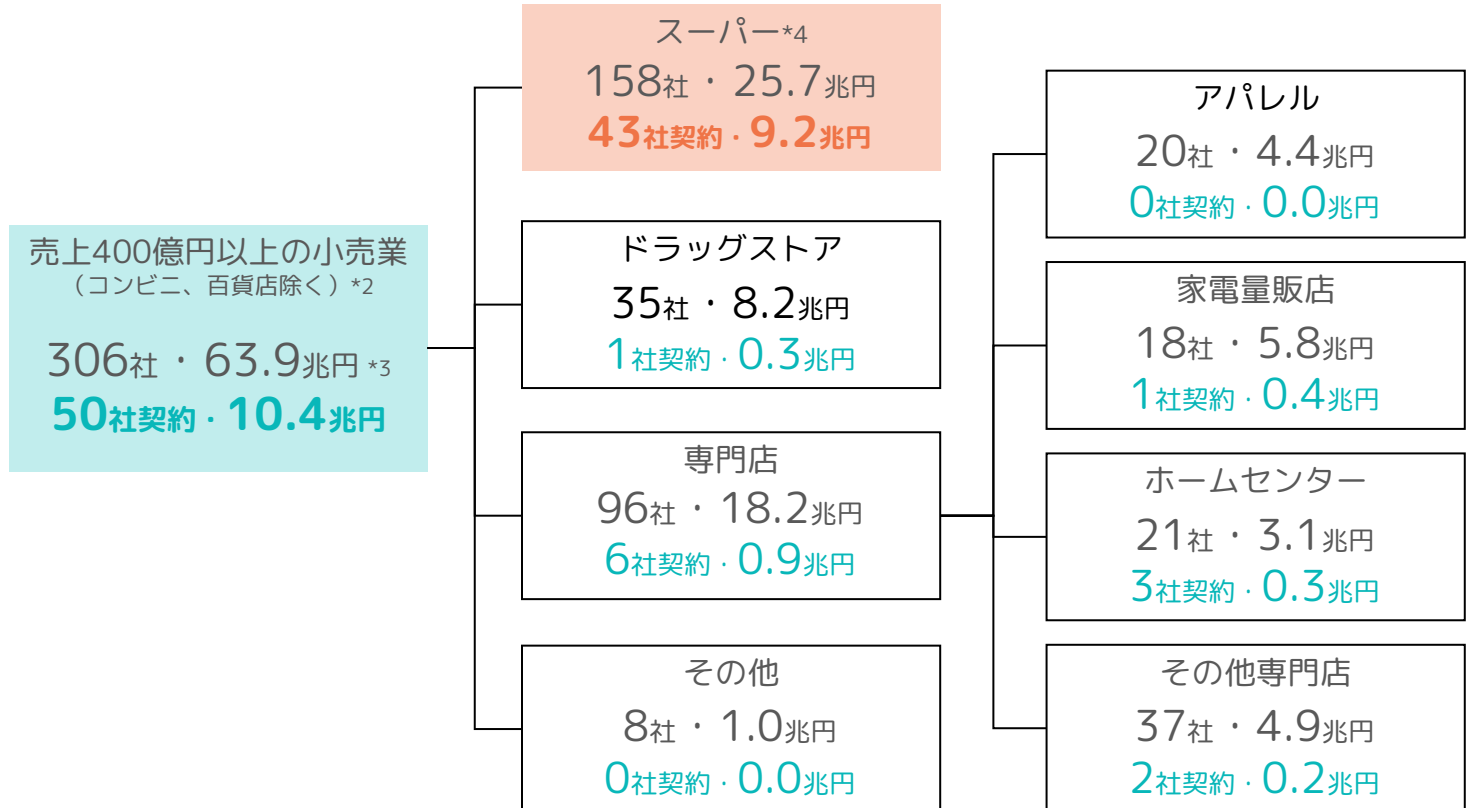 売上400億円以上の小売業
（コンビニ、百貨店除く）*2
306社・63.9兆円 *3
50社契約・10.4兆円
スーパー*4
158社・25.7兆円
43社契約・9.2兆円
ドラッグストア
35社・8.2兆円
1社契約・0.3兆円
専門店
96社・18.2兆円
6社契約・0.9兆円
その他
8社・1.0兆円
0社契約・0.0兆円
アパレル
20社・4.4兆円
0社契約・0.0兆円
家電量販店
18社・5.8兆円
1社契約・0.4兆円
ホームセンター
21社・3.1兆円
3社契約・0.3兆円
その他専門店
37社・4.9兆円
2社契約・0.2兆円